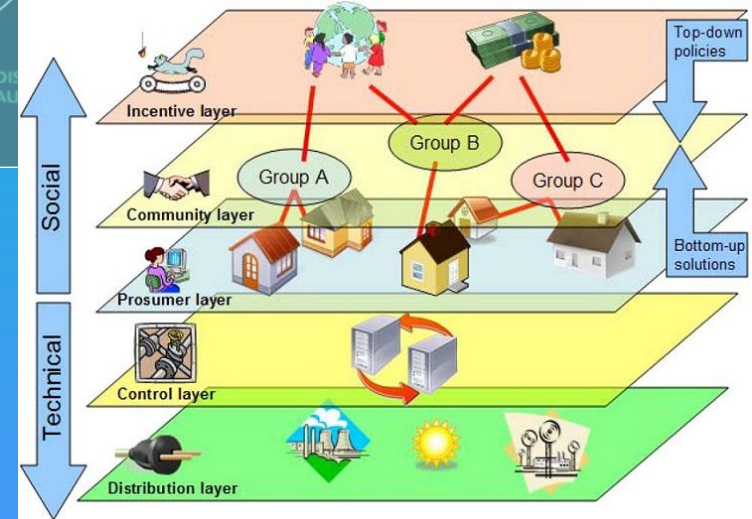 Top-down
policies
Incentive layer
Group B
Group A
Group C
Community layer
Social
Bottom-up
solutions
Prosumer layer
Control layer
Technical
Distribution layer